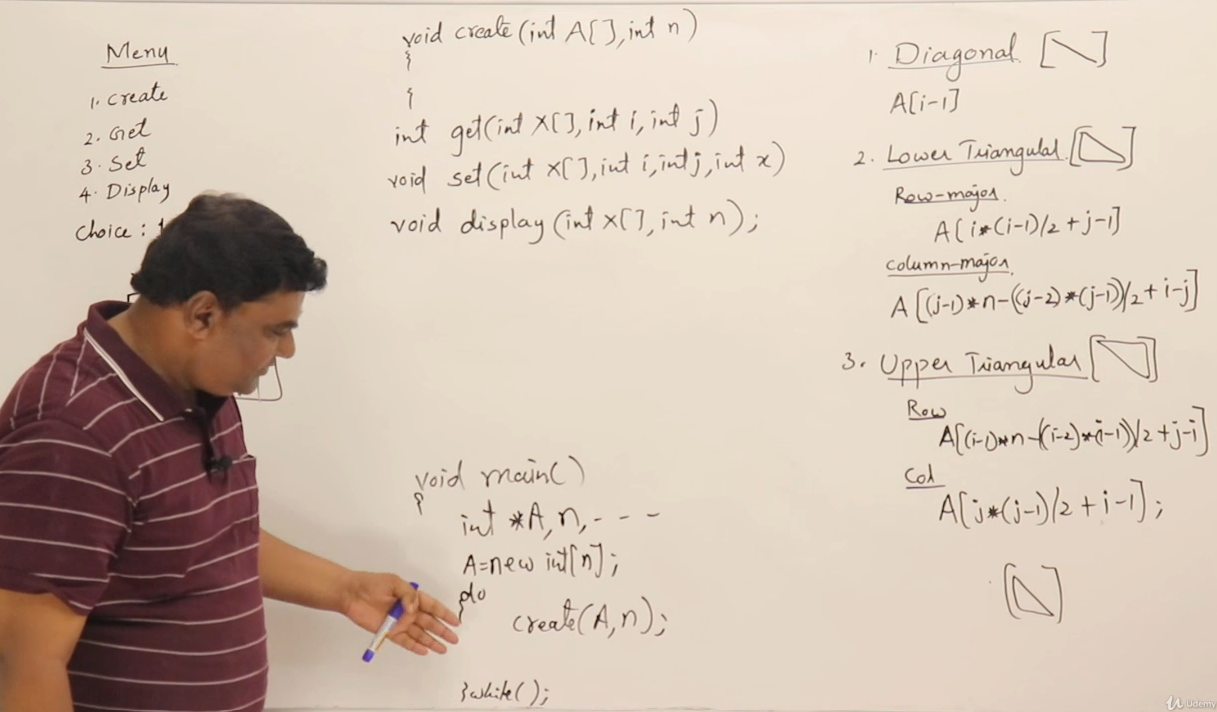 Menu
1. Create
2. Get
3. Set
4. Display
choice :
void create(int A[],int n)
{
}
int get(int X[],int i,int j)
void set(int X[],int i,int j,int x)
void display(int X[],int n);
void main()
{
int *A,n,- - -
A=new int[n];
do
{
create(A,n);
}while();
1. Diagonal
A[i-1]
2. Lower Triangular
Row-major
A[i*(i-1)/2+j-1]
column-major
A[(j-1)*n-((j-2)*(j-1))/2+i-j]
3. Upper Triangular
Row
A[(i-1)*n-((i-2)*(i-1))/2+j-i]
Col
A[j*(j-1)/2+i-1];
Udemy